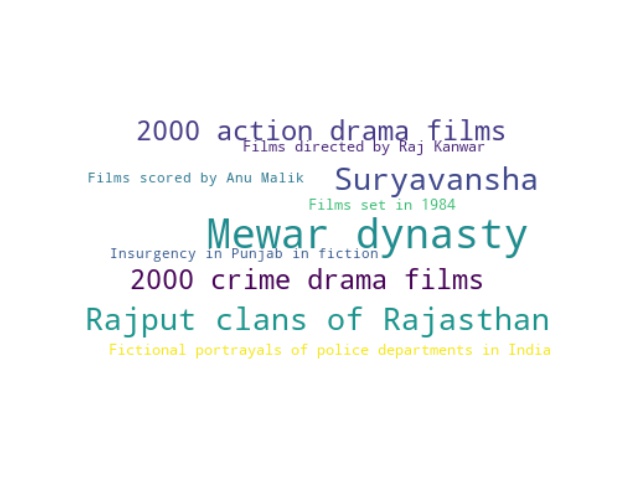 2000 action drama films
Films directed by Raj Kanwar
Films scored by Anu Malik
Suryavansha
Films set in 1984
Mewar dynasty
Insurgency in Punjab in fiction
2000 crime drama films
Rajput clans of Rajasthan
Fictional portrayals of police departments in India